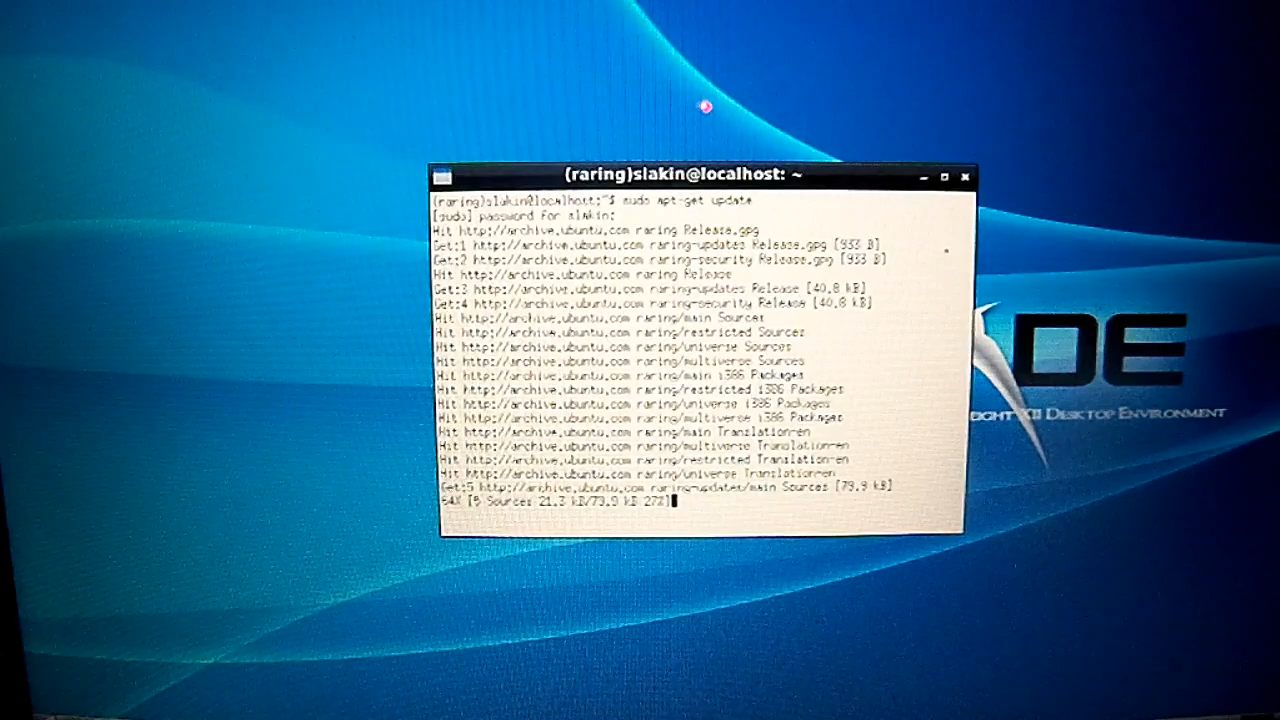 (raring)slakin@localhost: ~
(raring)slakin@localhost:~$ sudo apt-get update
[sudo] password for slakin:
Hit http://archive.ubuntu.com raring Release.gpg
Get:1 http://archive.ubuntu.com raring-updates Release.gpg [933 B]
Get:2 http://archive.ubuntu.com raring-security Release.gpg [933 B]
Hit http://archive.ubuntu.com raring Release
Get:3 http://archive.ubuntu.com raring-updates Release [40.8 kB]
Get:4 http://archive.ubuntu.com raring-security Release [40.8 kB]
Hit http://archive.ubuntu.com raring/main Sources
Hit http://archive.ubuntu.com raring/restricted Sources
Hit http://archive.ubuntu.com raring/universe Sources
Hit http://archive.ubuntu.com raring/multiverse Sources
Hit http://archive.ubuntu.com raring/main i386 Packages
Hit http://archive.ubuntu.com raring/restricted i386 Packages
Hit http://archive.ubuntu.com raring/universe i386 Packages
Hit http://archive.ubuntu.com raring/multiverse i386 Packages
Hit http://archive.ubuntu.com raring/main Translation-en
Hit http://archive.ubuntu.com raring/multiverse Translation-en
Hit http://archive.ubuntu.com raring/restricted Translation-en
Hit http://archive.ubuntu.com raring/universe Translation-en
Get:5 http://archive.ubuntu.com raring-updates/main Sources [79.9 kB]
64% [5 Sources 21.3 kB/79.9 kB 27%]
DE
EIGHT X11 DESKTOP ENVIRONMENT